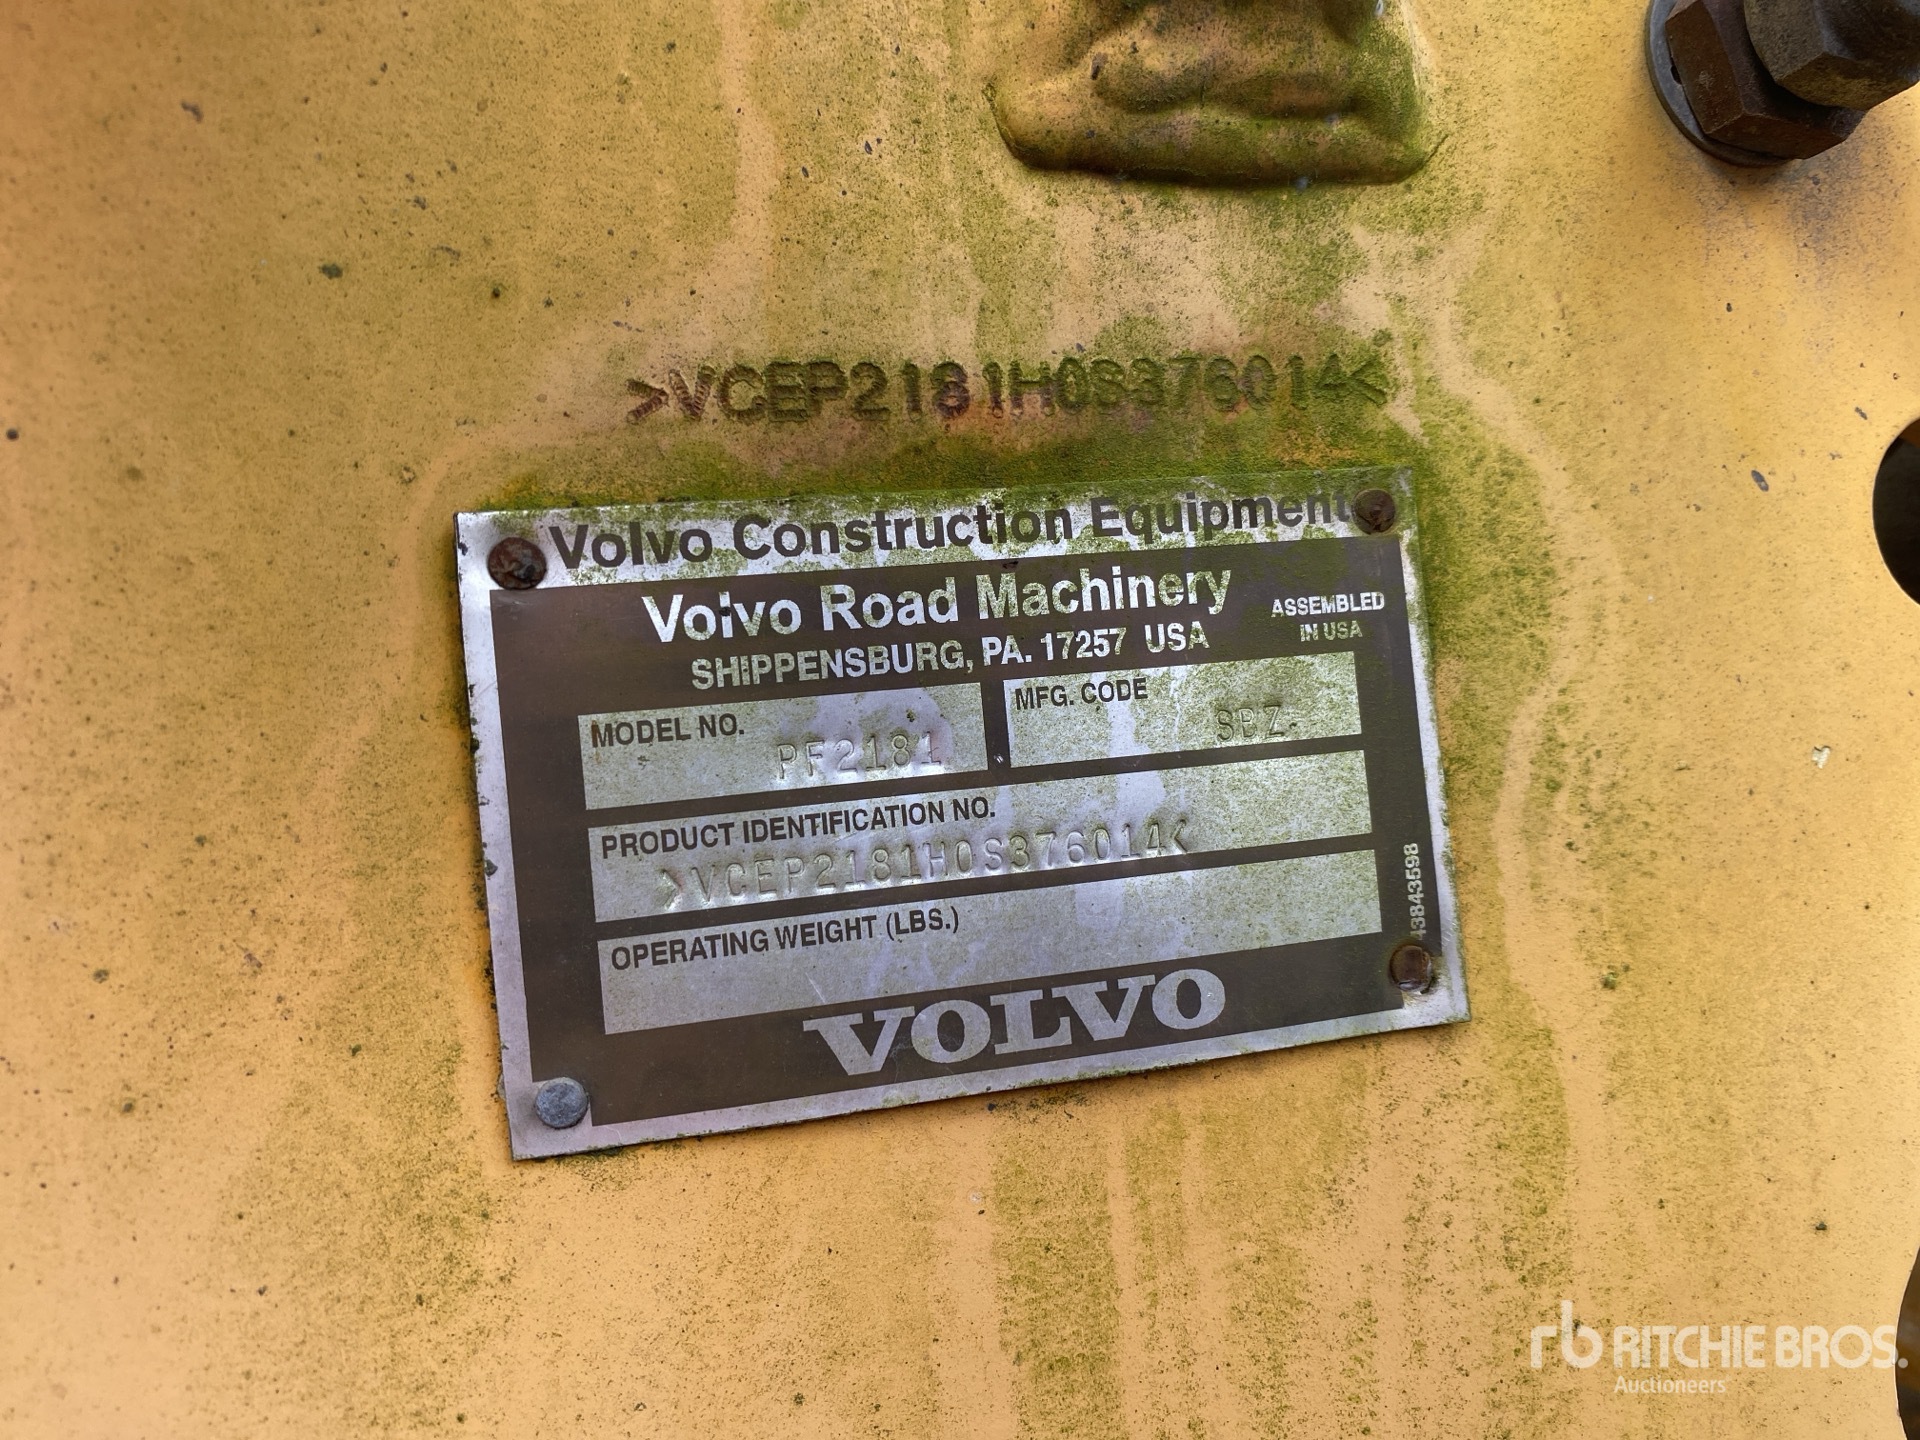 >VCEP2181H0S376014<
Volvo Construction Equipment
Volvo Road Machinery
SHIPPENSBURG, PA. 17257 USA
ASSEMBLED
IN USA
MODEL NO.
PF2181
MFG. CODE
SBZ
PRODUCT IDENTIFICATION NO.
>VCEP2181H0S376014<
OPERATING WEIGHT (LBS.)
43843598
VOLVO
rb RITCHIE BROS.
Auctioneers